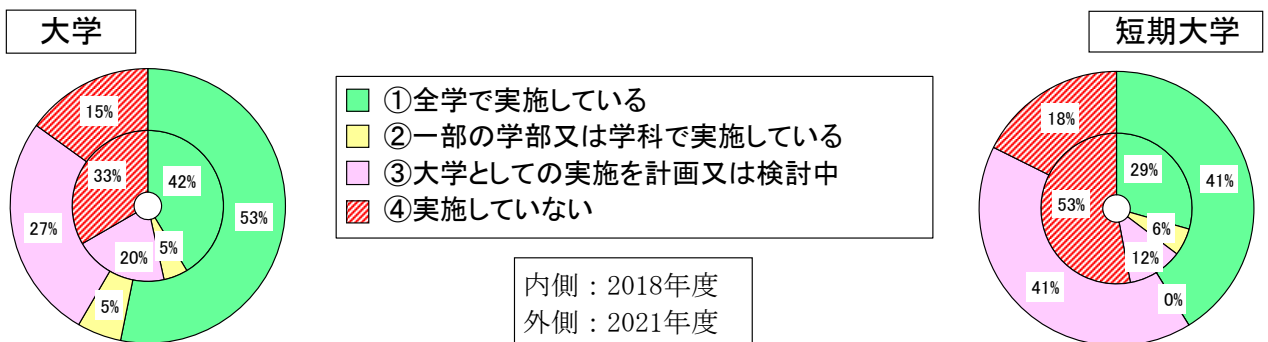 大学
短期大学
①全学で実施している
②一部の学部又は学科で実施している
③大学としての実施を計画又は検討中
④実施していない
15%
33%
42%
53%
27%
20%
5%
5%
18%
29%
41%
53%
6%
12%
41%
0%
内側：2018年度
外側：2021年度